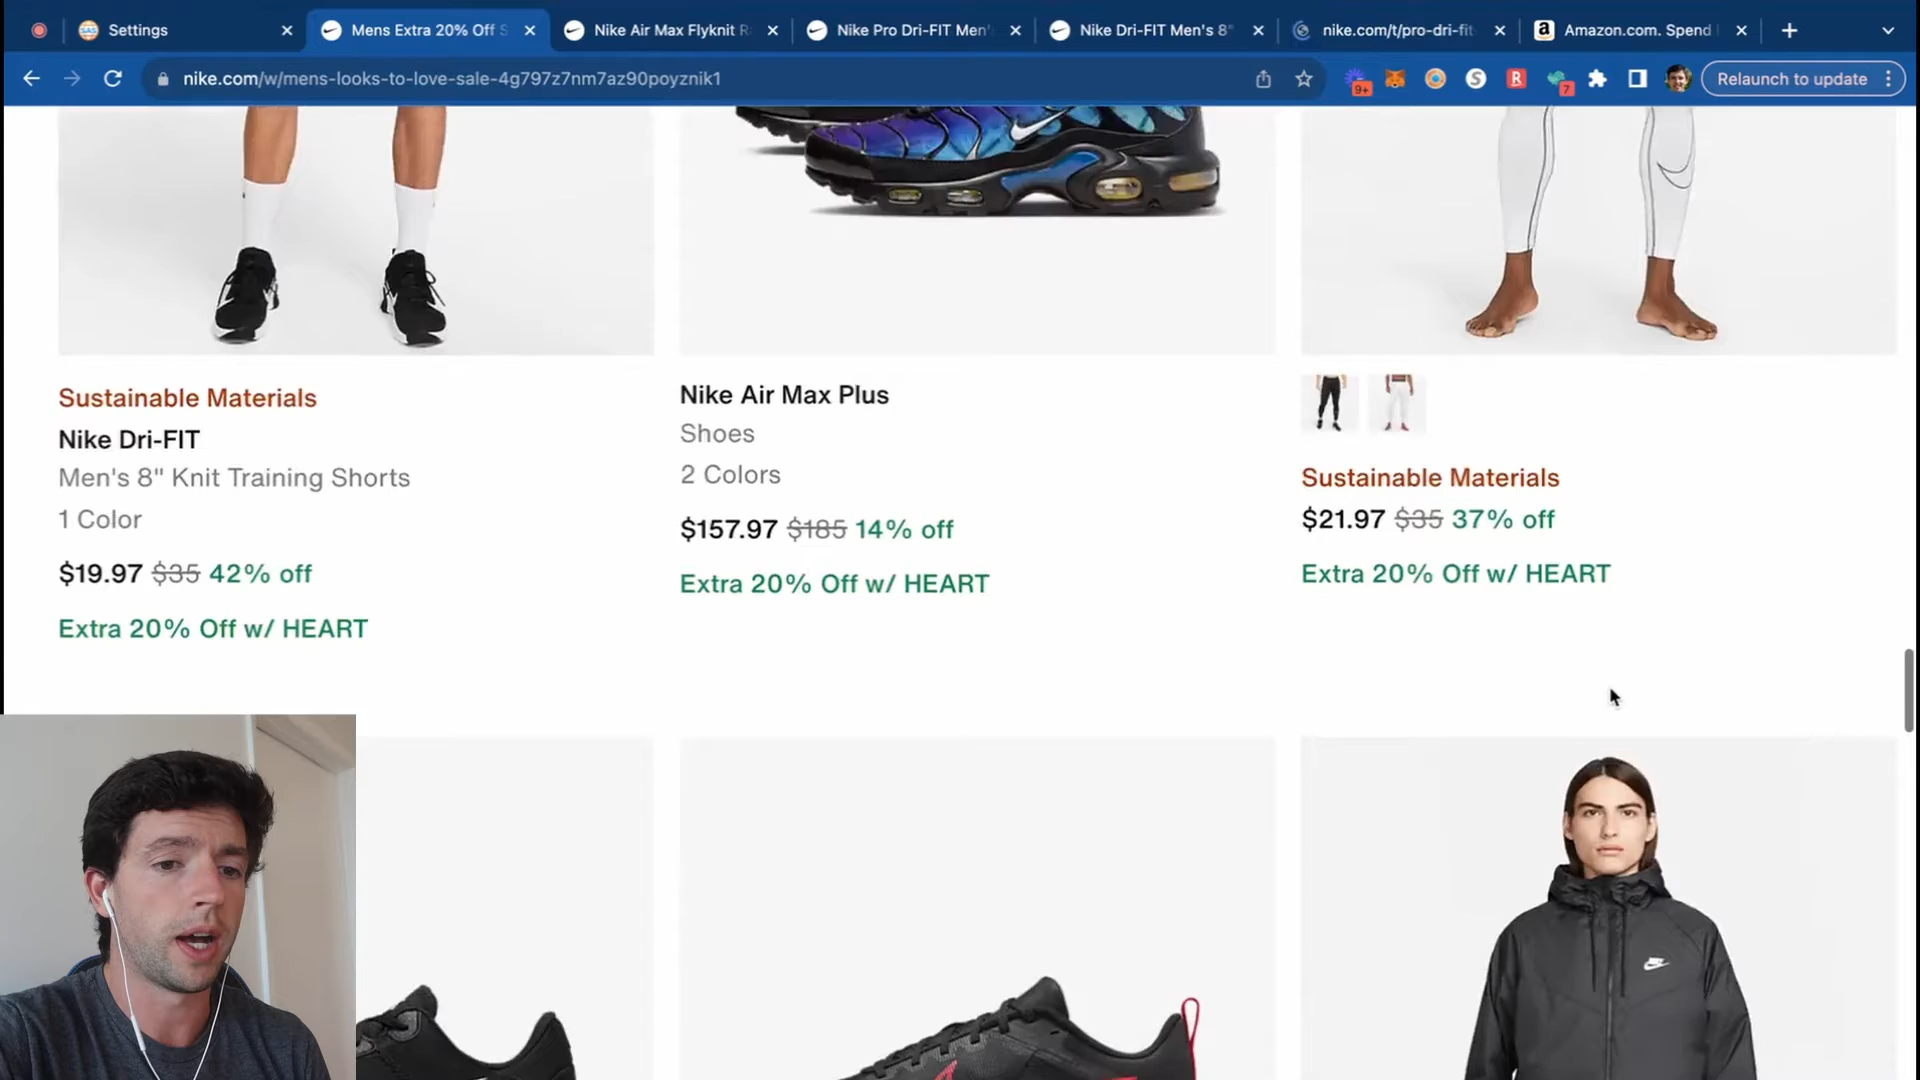 Settings
Mens Extra 20% Off S
Nike Air Max Flyknit R
Nike Pro Dri-FIT Men'
Nike Dri-FIT Men's 8"
nike.com/t/pro-dri-fit
Amazon.com. Spend
nike.com/w/mens-looks-to-love-sale-4g797z7nm7az90poyznik1
9+
S
R
7
Relaunch to update
Sustainable Materials
Nike Dri-FIT
Men's 8" Knit Training Shorts
1 Color
$19.97 $35 42% off
Extra 20% Off w/ HEART
Nike Air Max Plus
Shoes
2 Colors
$157.97 $185 14% off
Extra 20% Off w/ HEART
Sustainable Materials
$21.97 $35 37% off
Extra 20% Off w/ HEART